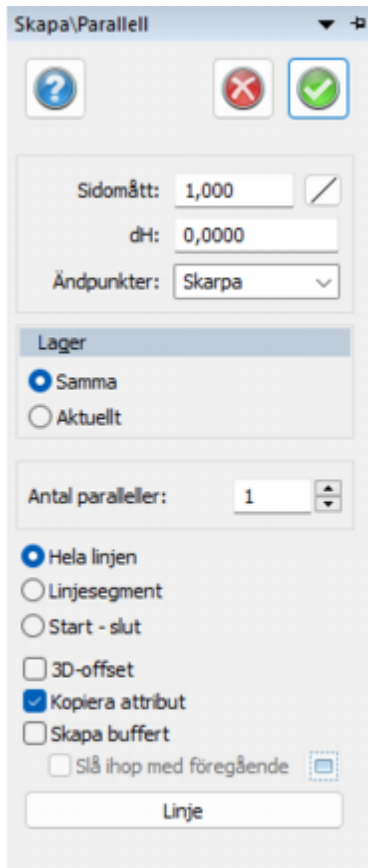 Skapa\Parallell
Sidomått: 1,000
dH: 0,0000
Ändpunkter: Skarpa
Lager
Samma
Aktuellt
Antal paralleller: 1
Hela linjen
Linjesegment
Start - slut
3D-offset
Kopiera attribut
Skapa buffert
Slå ihop med föregående
Linje